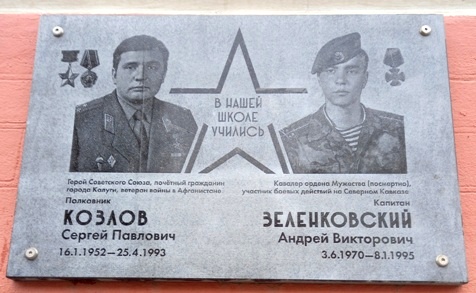 В НАШЕЙ
ШКОЛЕ
УЧИЛИСЬ
Герой Советского Союза, почётный гражданин
города Калуги, ветеран войны в Афганистане
Полковник
КОЗЛОВ
Сергей Павлович
16.1.1952—25.4.1993
Кавалер ордена Мужества (посмертно),
участник боевых действий на Северном Кавказе
Капитан
ЗЕЛЕНКОВСКИЙ
Андрей Викторович
3.6.1970—8.1.1995